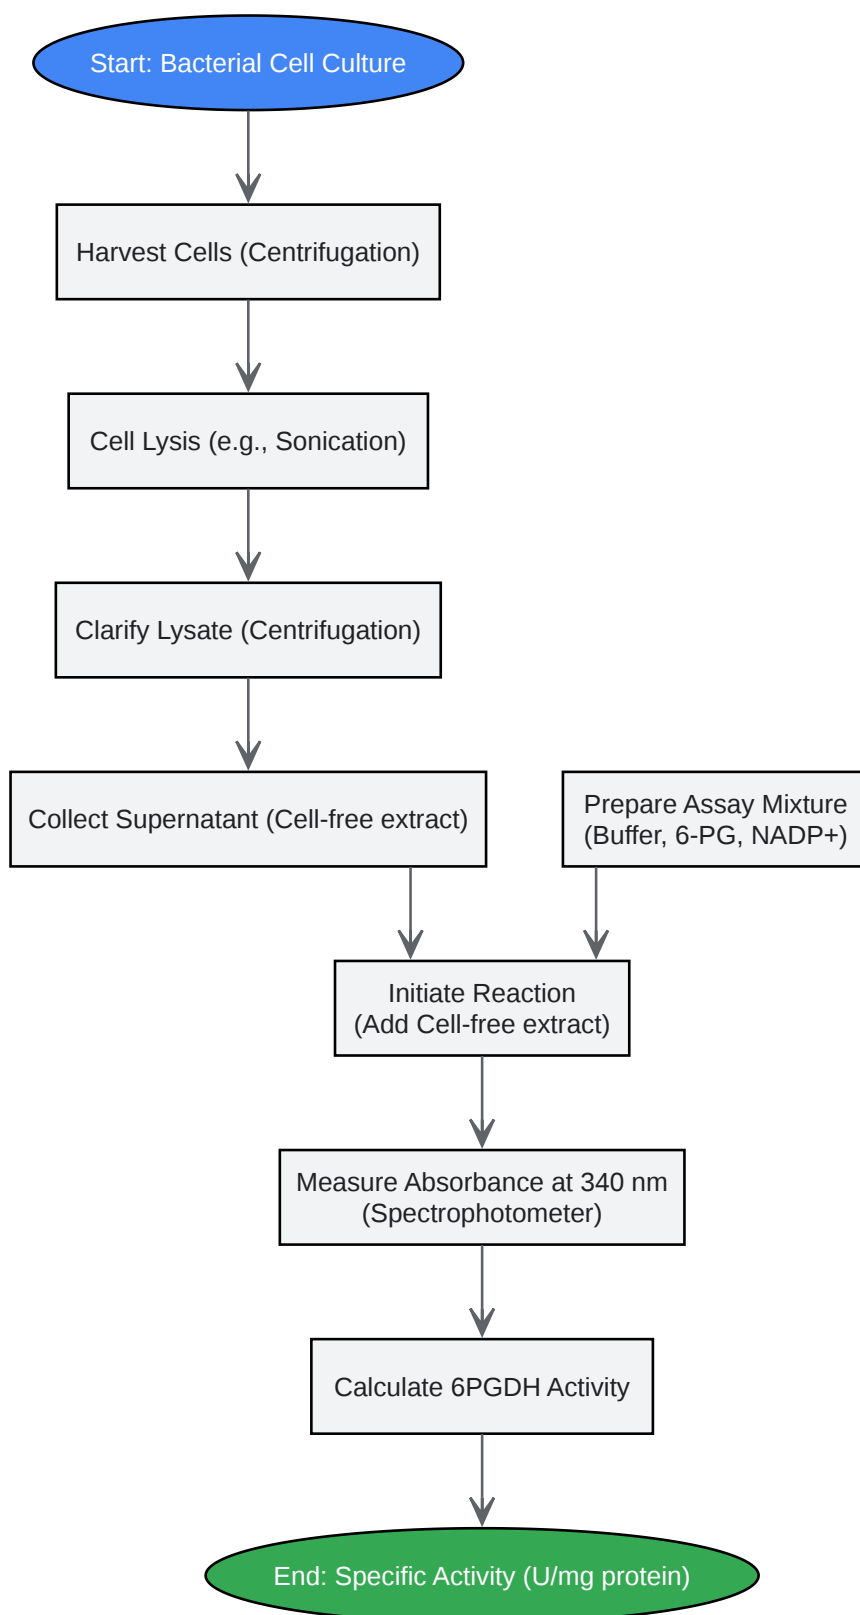 Start: Bacterial Cell Culture
Harvest Cells (Centrifugation)
Cell Lysis (e.g., Sonication)
Clarify Lysate (Centrifugation)
Collect Supernatant (Cell-free extract)
Prepare Assay Mixture
(Buffer, 6-PG, NADP+)
Initiate Reaction
(Add Cell-free extract)
Measure Absorbance at 340 nm
(Spectrophotometer)
Calculate 6PGDH Activity
End: Specific Activity (U/mg protein)